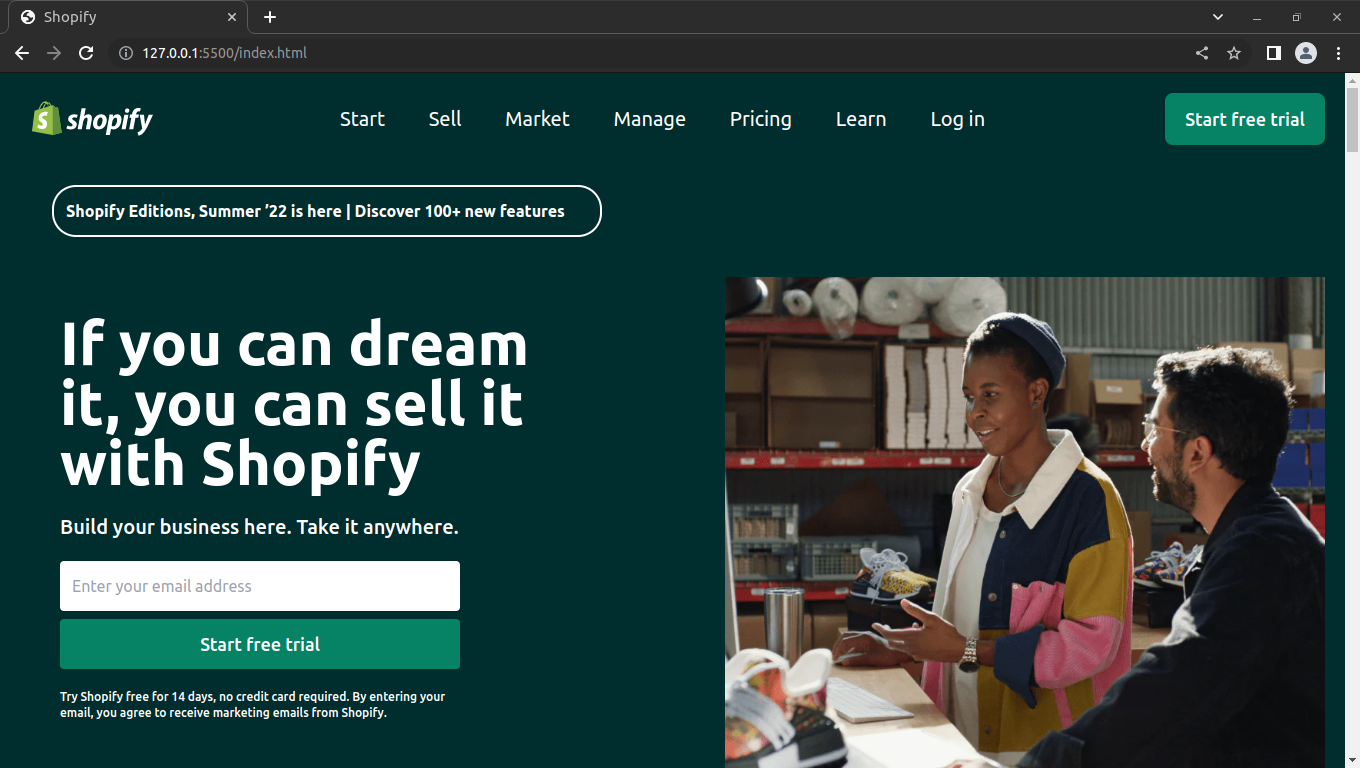 Shopify
127.0.0.1:5500/index.html
S shopify
Start Sell Market Manage Pricing Learn Log in
Start free trial
Shopify Editions, Summer ’22 is here | Discover 100+ new features
If you can dream
it, you can sell it
with Shopify
Build your business here. Take it anywhere.
Enter your email address
Start free trial
Try Shopify free for 14 days, no credit card required. By entering your
email, you agree to receive marketing emails from Shopify.